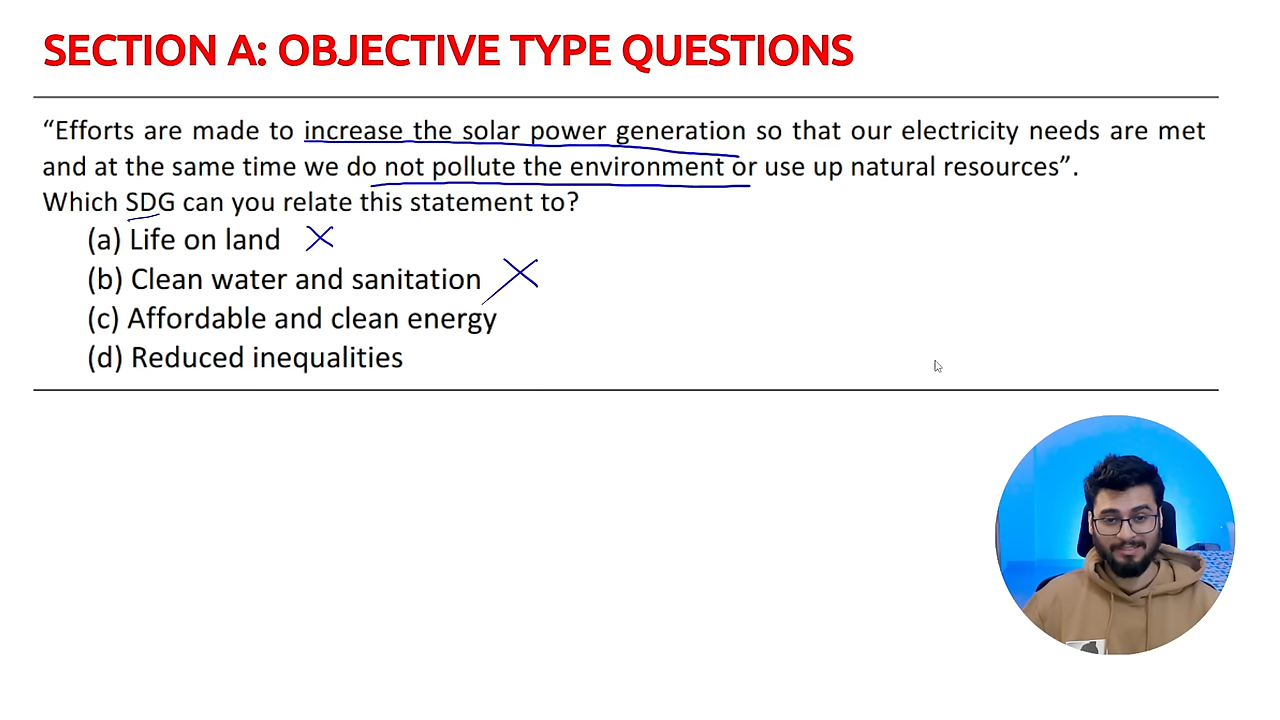 SECTION A: OBJECTIVE TYPE QUESTIONS
“Efforts are made to increase the solar power generation so that our electricity needs are met
and at the same time we do not pollute the environment or use up natural resources”.
Which SDG can you relate this statement to?
(a) Life on land
(b) Clean water and sanitation
(c) Affordable and clean energy
(d) Reduced inequalities